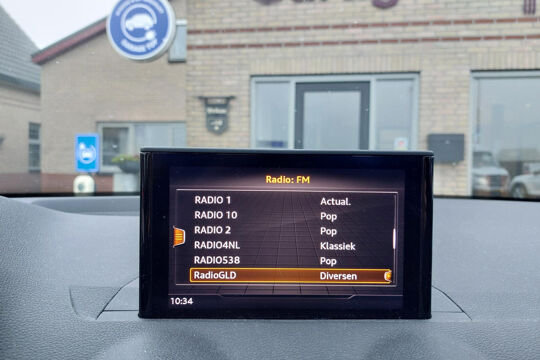 Radio: FM
RADIO 1 Actual.
RADIO 10 Pop
RADIO 2 Pop
RADIO4NL Klassiek
RADIO538 Pop
RadioGLD Diversen
10:34